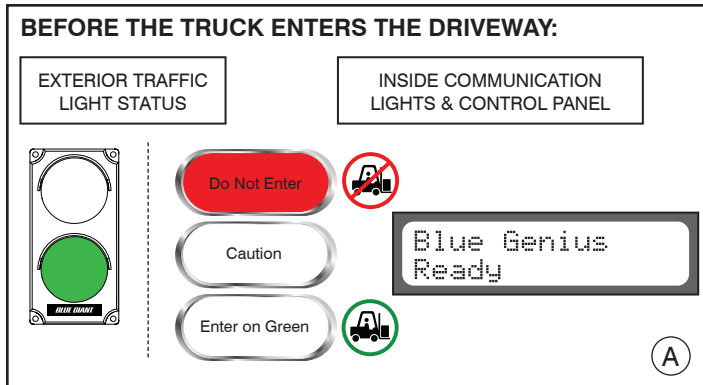 BEFORE THE TRUCK ENTERS THE DRIVEWAY:
EXTERIOR TRAFFIC
LIGHT STATUS
INSIDE COMMUNICATION
LIGHTS & CONTROL PANEL
Do Not Enter
Caution
Enter on Green
Blue Genius
Ready
BLUE GIANT
A